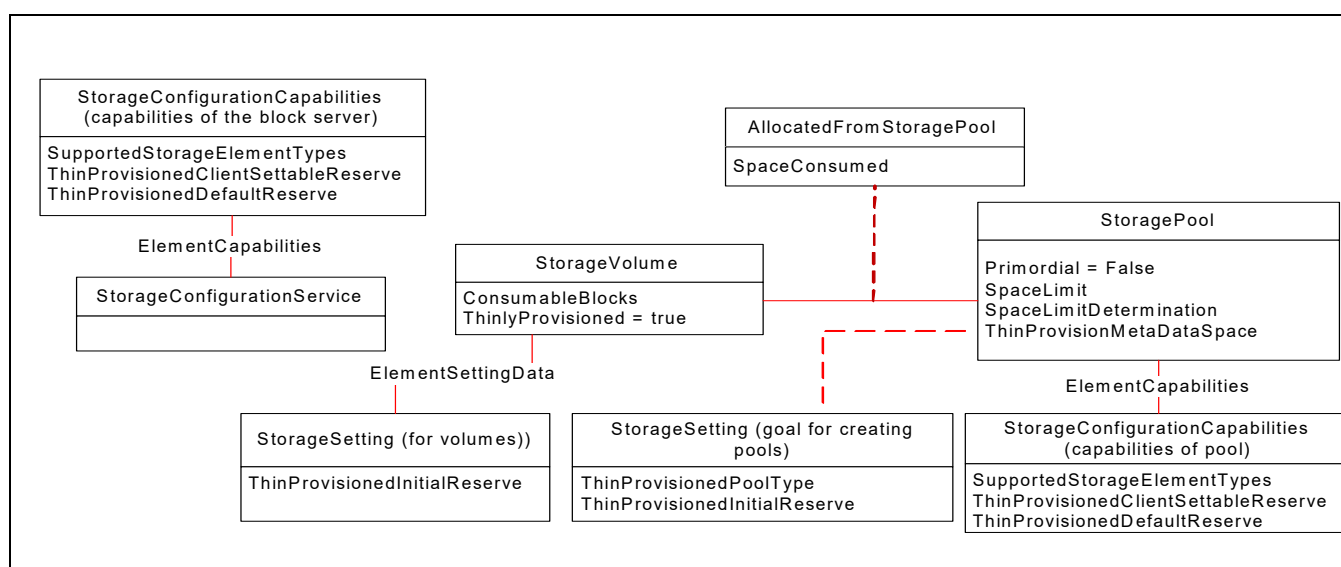 StorageConfigurationCapabilities
(capabilities of the block server)
SupportedStorageElementTypes
ThinProvisionedClientSettableReserve
ThinProvisionedDefaultReserve
ElementCapabilities
StorageConfigurationService
AllocatedFromStoragePool
SpaceConsumed
StorageVolume
ConsumableBlocks
ThinlyProvisioned = true
StoragePool
Primordial = False
SpaceLimit
SpaceLimitDetermination
ThinProvisionMetaDataSpace
ElementSettingData
ElementCapabilities
StorageSetting (for volumes))
ThinProvisionedInitialReserve
StorageSetting (goal for creating
pools)
ThinProvisionedPoolType
ThinProvisionedInitialReserve
StorageConfigurationCapabilities
(capabilities of pool)
SupportedStorageElementTypes
ThinProvisionedClientSettableReserve
ThinProvisionedDefaultReserve